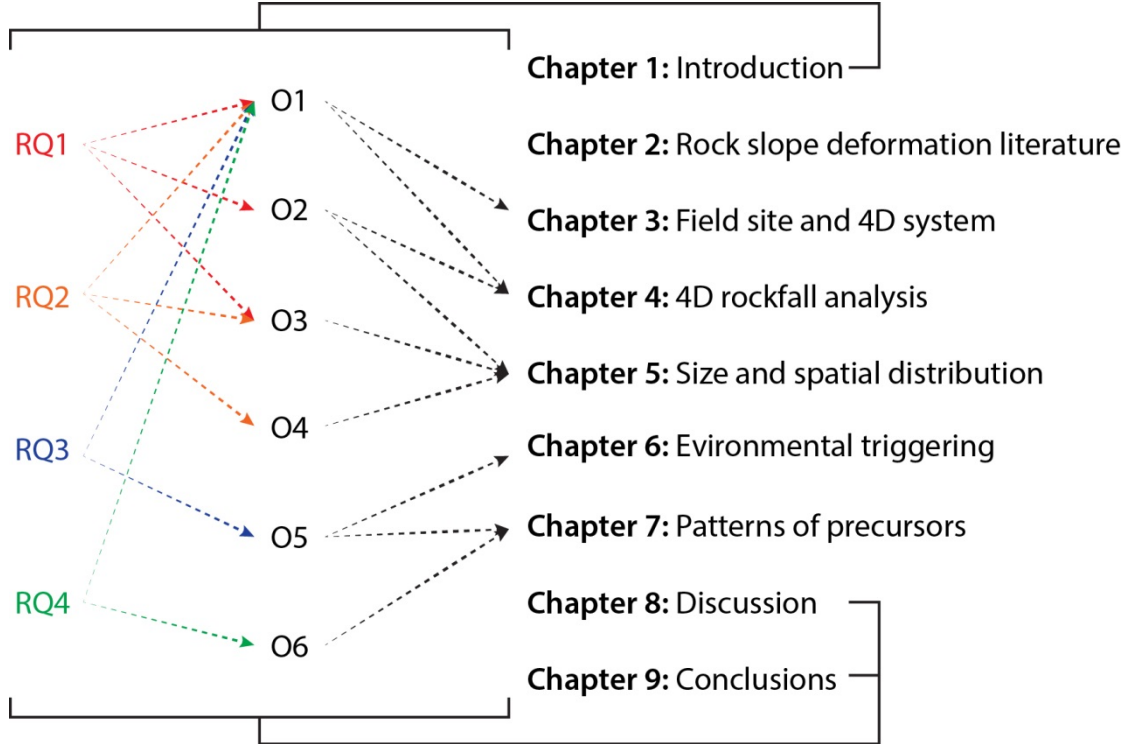 RQ1
RQ2
RQ3
RQ4
O1
O2
O3
O4
O5
O6
Chapter 1: Introduction
Chapter 2: Rock slope deformation literature
Chapter 3: Field site and 4D system
Chapter 4: 4D rockfall analysis
Chapter 5: Size and spatial distribution
Chapter 6: Evironmental triggering
Chapter 7: Patterns of precursors
Chapter 8: Discussion
Chapter 9: Conclusions